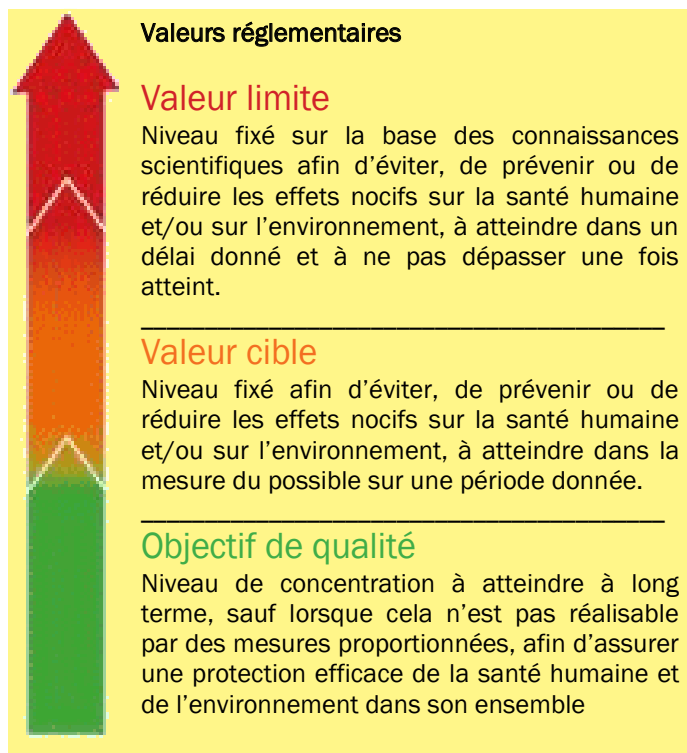 Valeurs réglementaires
Valeur limite
Niveau fixé sur la base des connaissances
scientifiques afin d’éviter, de prévenir ou de
réduire les effets nocifs sur la santé humaine
et/ou sur l’environnement, à atteindre dans un
délai donné et à ne pas dépasser une fois
atteint.
Valeur cible
Niveau fixé afin d’éviter, de prévenir ou de
réduire les effets nocifs sur la santé humaine
et/ou sur l’environnement, à atteindre dans la
mesure du possible sur une période donnée.
Objectif de qualité
Niveau de concentration à atteindre à long
terme, sauf lorsque cela n’est pas réalisable
par des mesures proportionnées, afin d’assurer
une protection efficace de la santé humaine et
de l’environnement dans son ensemble